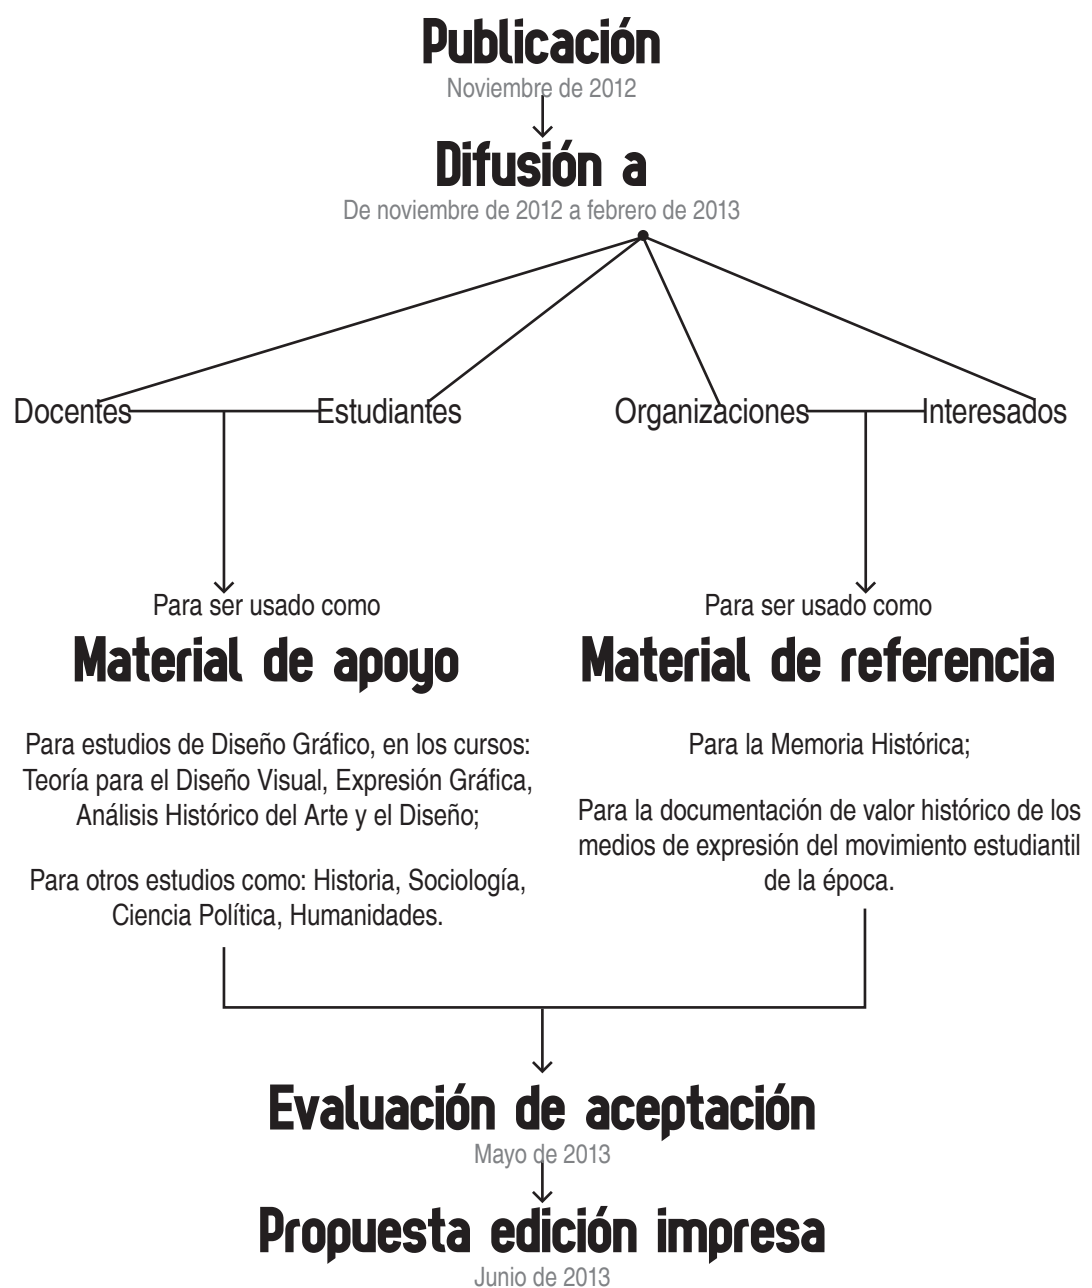 Publicación
Noviembre de 2012
Difusión a
De noviembre de 2012 a febrero de 2013
Docentes
Estudiantes
Organizaciones
Interesados
Para ser usado como
Material de apoyo
Para estudios de Diseño Gráfico, en los cursos:
Teoría para el Diseño Visual, Expresión Gráfica,
Análisis Histórico del Arte y el Diseño;
Para otros estudios como: Historia, Sociología,
Ciencia Política, Humanidades.
Para ser usado como
Material de referencia
Para la Memoria Histórica;
Para la documentación de valor histórico de los
medios de expresión del movimiento estudiantil
de la época.
Evaluación de aceptación
Mayo de 2013
Propuesta edición impresa
Junio de 2013